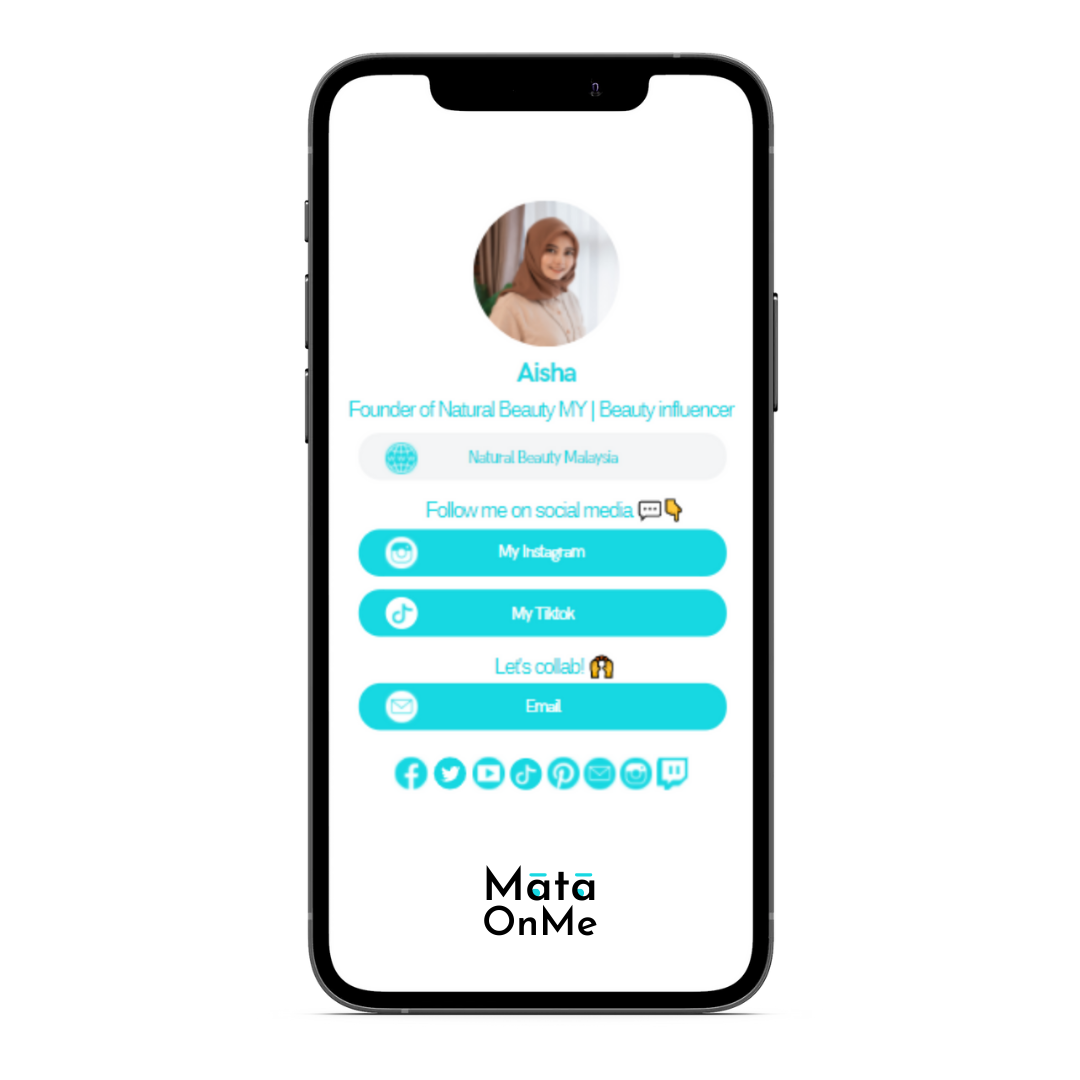 Aisha
Founder of Natural Beauty MY | Beauty influencer
Natural Beauty Malaysia
Follow me on social media 💬👇
My Instagram
My Tiktok
Let's collab! 🙌
Email
Mata
OnMe